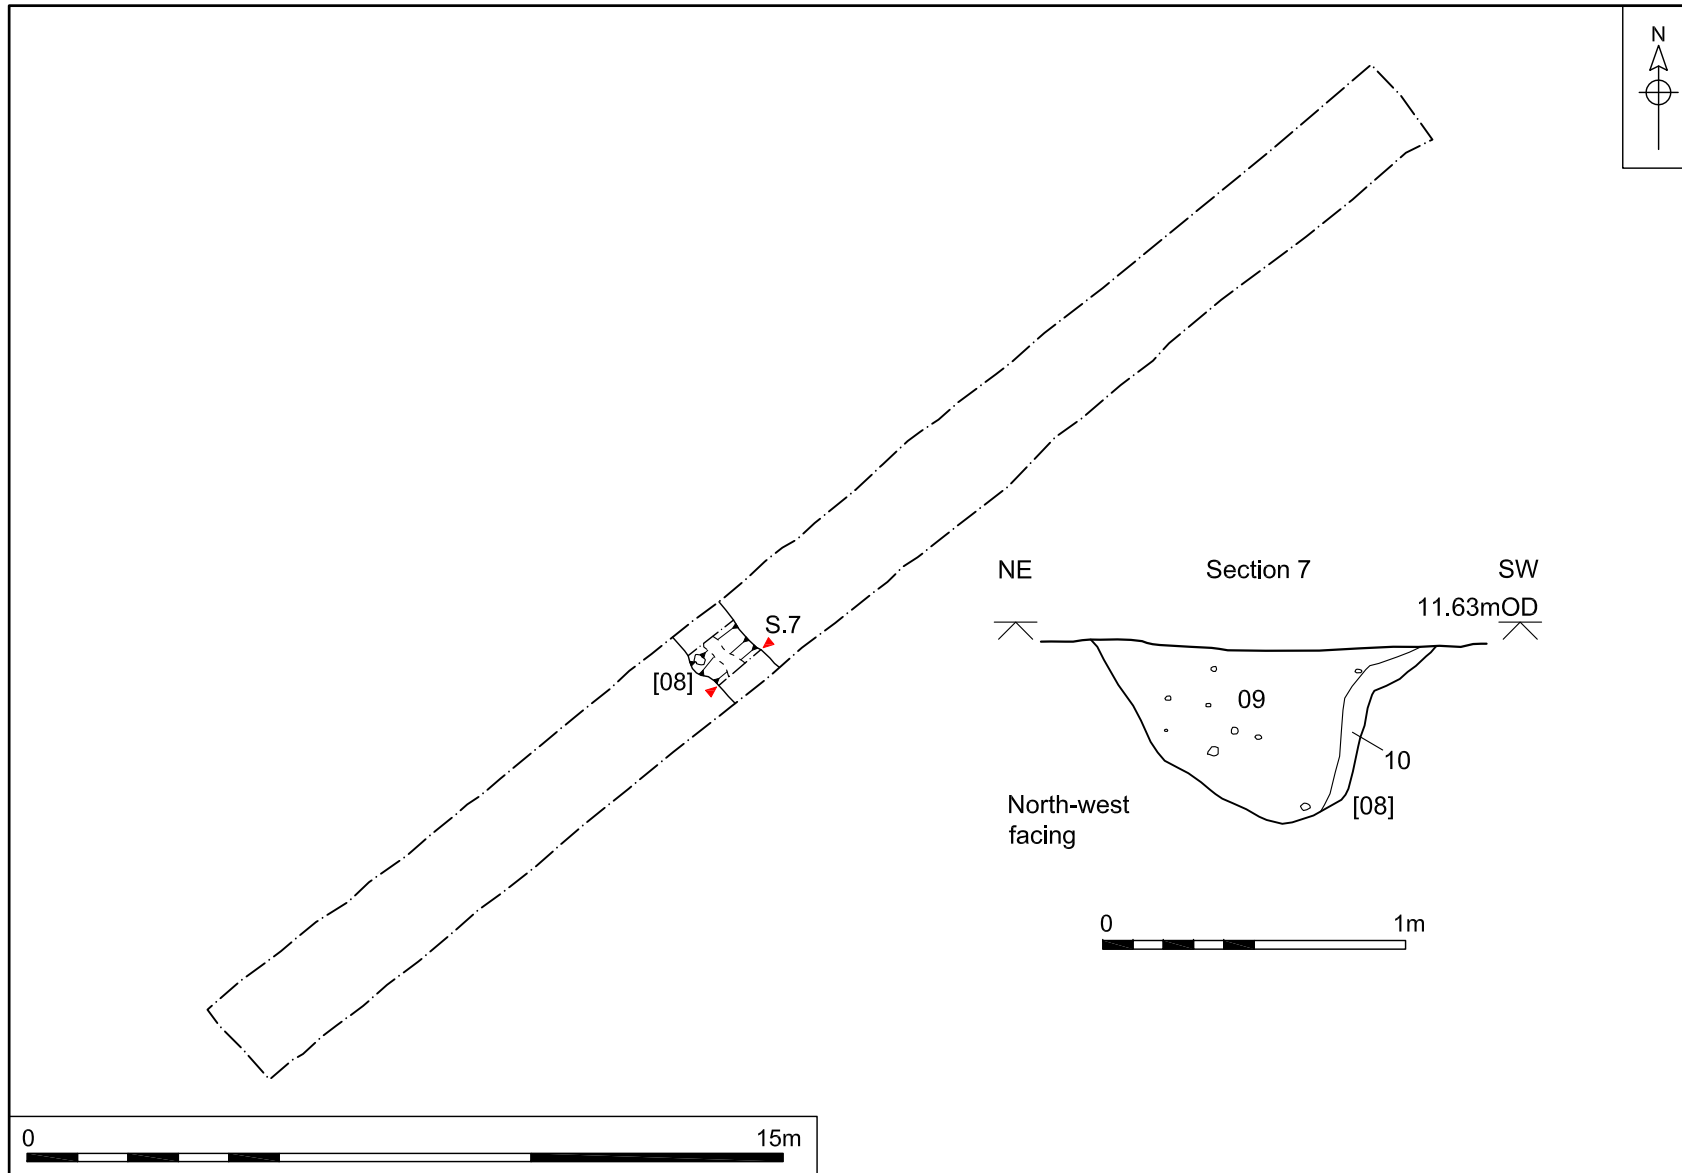 N
S.7
[08]
NE Section 7 SW
11.63mOD
09
10
[08]
North-west
facing
0 1m
0 15m